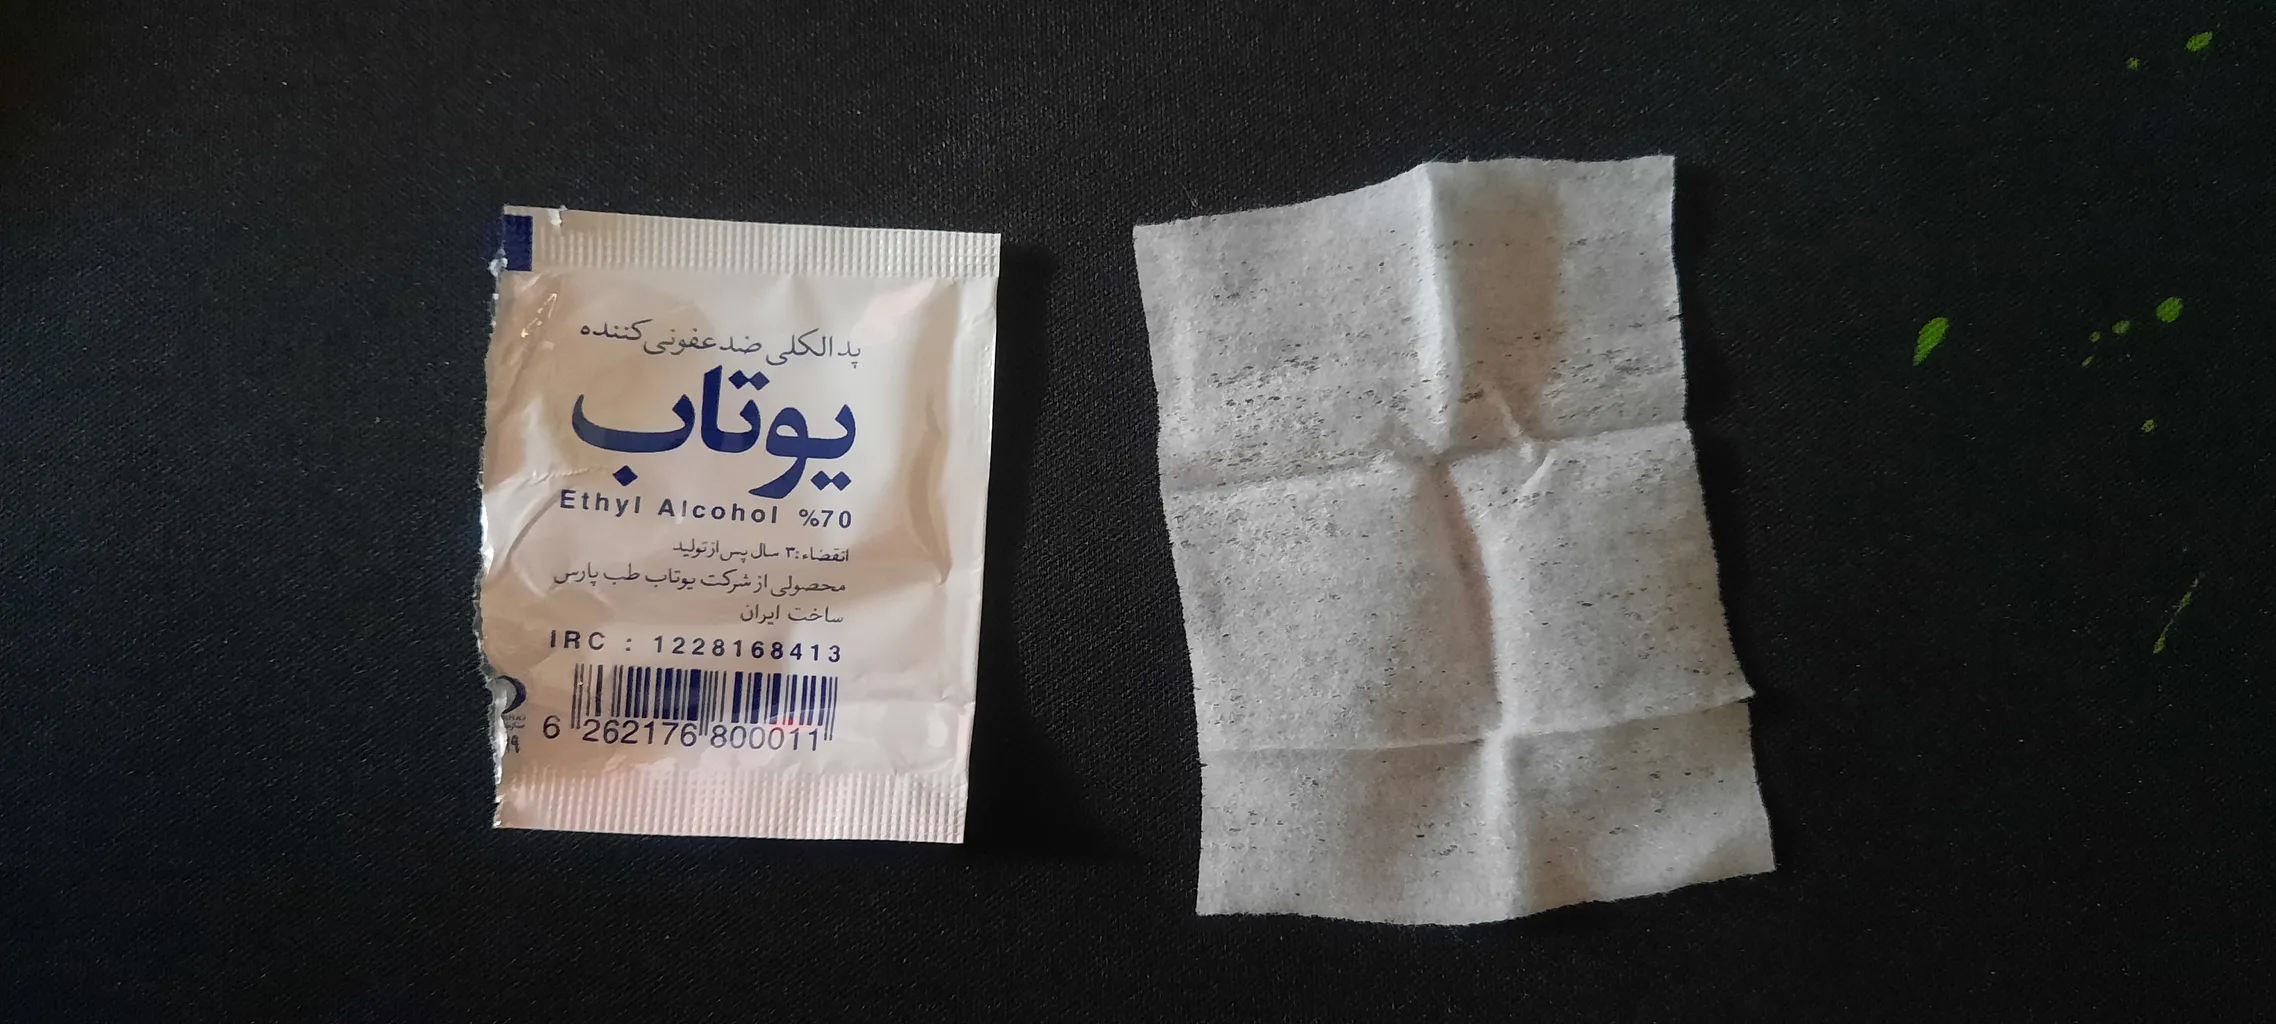 پد الکلی ضدعفونی کننده
یوتاب
Ethyl Alcohol %70
انقضاء: ۳ سال پس از تولید
محصولی از شرکت یوتاب طب پارس
ساخت ایران
IRC : 1228168413
6 262176 800011